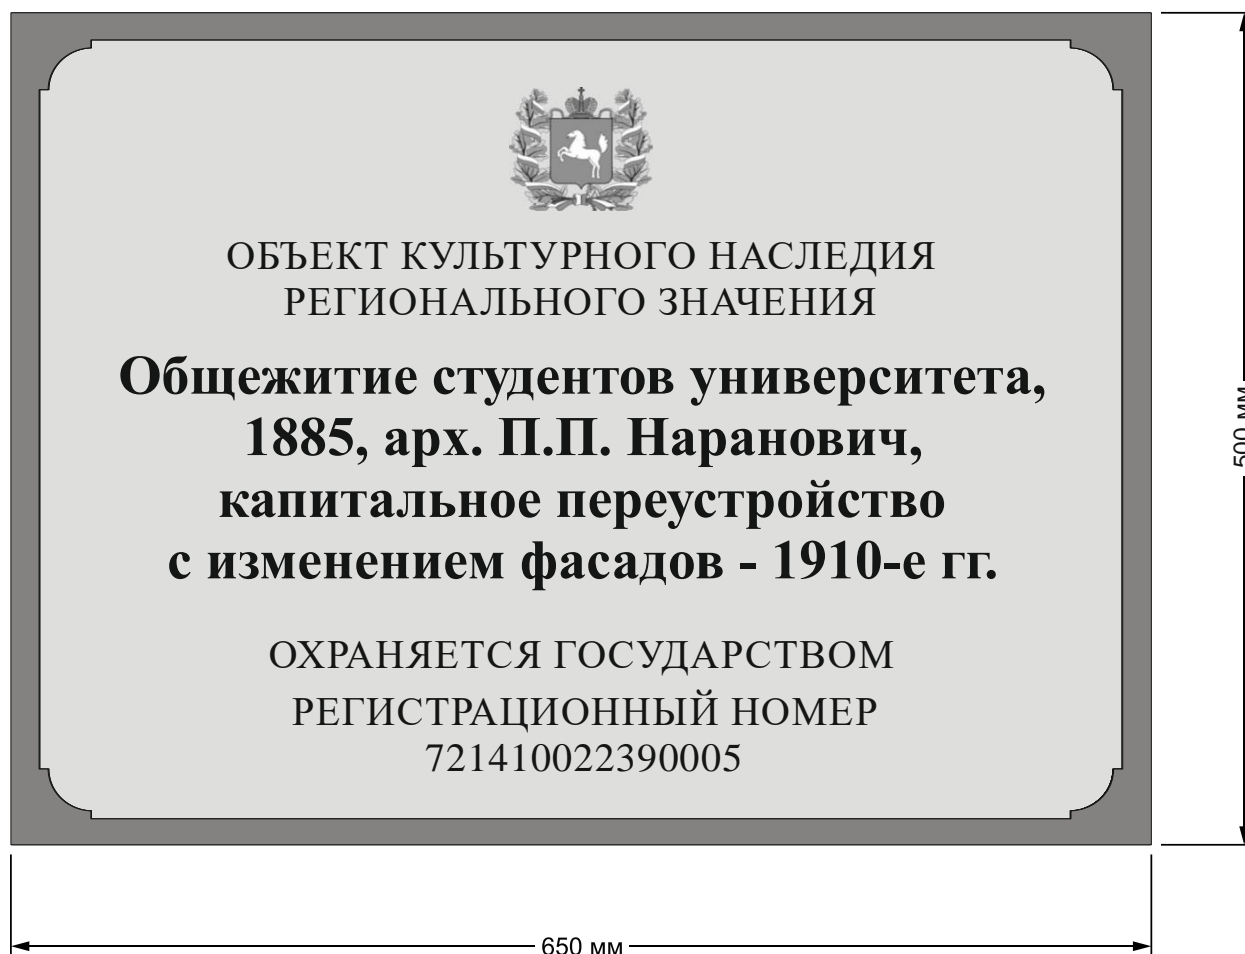 ОБЪЕКТ КУЛЬТУРНОГО НАСЛЕДИЯ
РЕГИОНАЛЬНОГО ЗНАЧЕНИЯ
Общежитие студентов университета,
1885, арх. П.П. Наранович,
капитальное переустройство
с изменением фасадов - 1910-е гг.
ОХРАНЯЕТСЯ ГОСУДАРСТВОМ
РЕГИСТРАЦИОННЫЙ НОМЕР
721410022390005
500 мм
650 мм